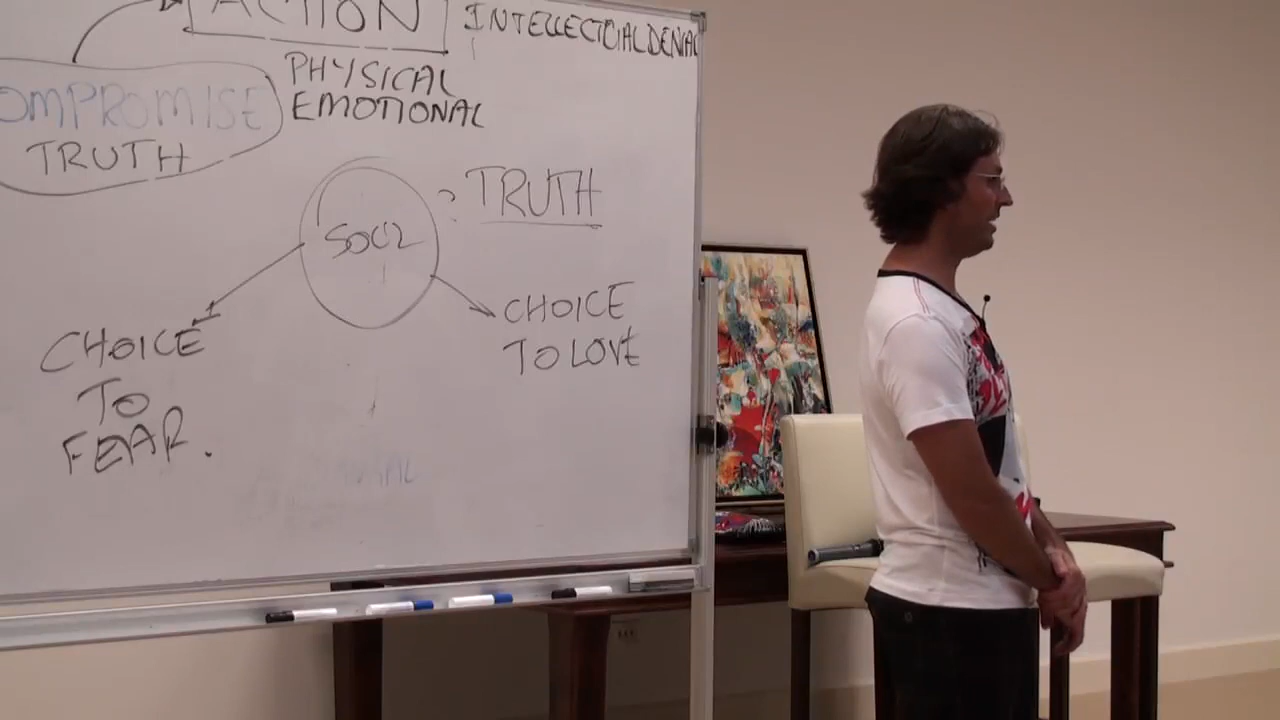 ACTION
INTELLECTUAL DENIAL
PHYSICAL
EMOTIONAL
OMPROMISE
TRUTH
SOUL
? TRUTH
CHOICE
TO LOVE
CHOICE
TO
FEAR.